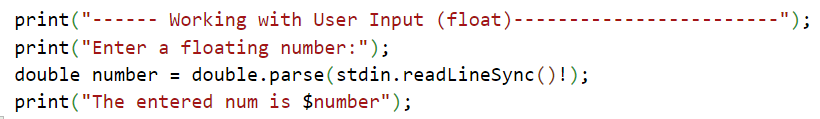 print("------ Working with User Input (float)-------------------------");
print("Enter a floating number:");
double number = double.parse(stdin.readLineSync()!);
print("The entered num is $number");